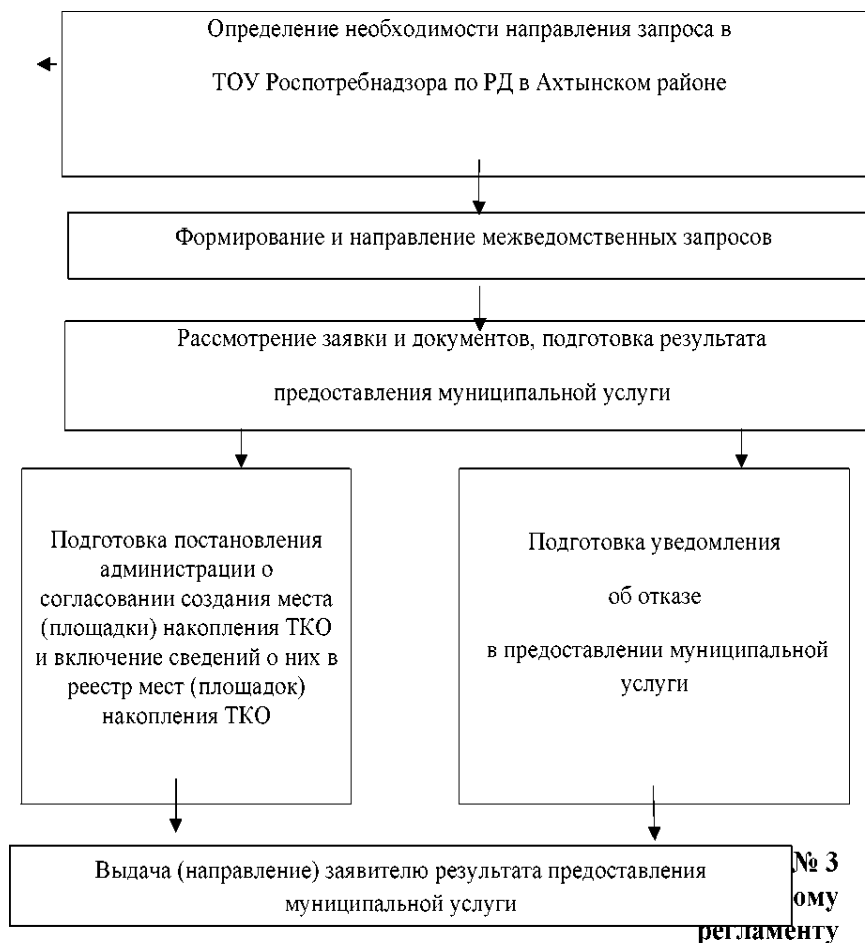 Определение необходимости направления запроса в
ТОУ Роспотребнадзора по РД в Ахтынском районе
Формирование и направление межведомственных запросов
Рассмотрение заявки и документов, подготовка результата
предоставления муниципальной услуги
Подготовка постановления
администрации о
согласовании создания места
(площадки) накопления ТКО
и включение сведений о них в
реестр мест (площадок)
накопления ТКО
Подготовка уведомления
об отказе
в предоставлении муниципальной
услуги
Выдача (направление) заявителю результата предоставления
муниципальной услуги
№ 3
ому
регламенту